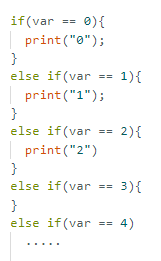 if(var == 0){
print("0");
}
else if(var == 1){
print("1");
}
else if(var == 2){
print("2")
}
else if(var == 3){
}
else if(var == 4)
.....